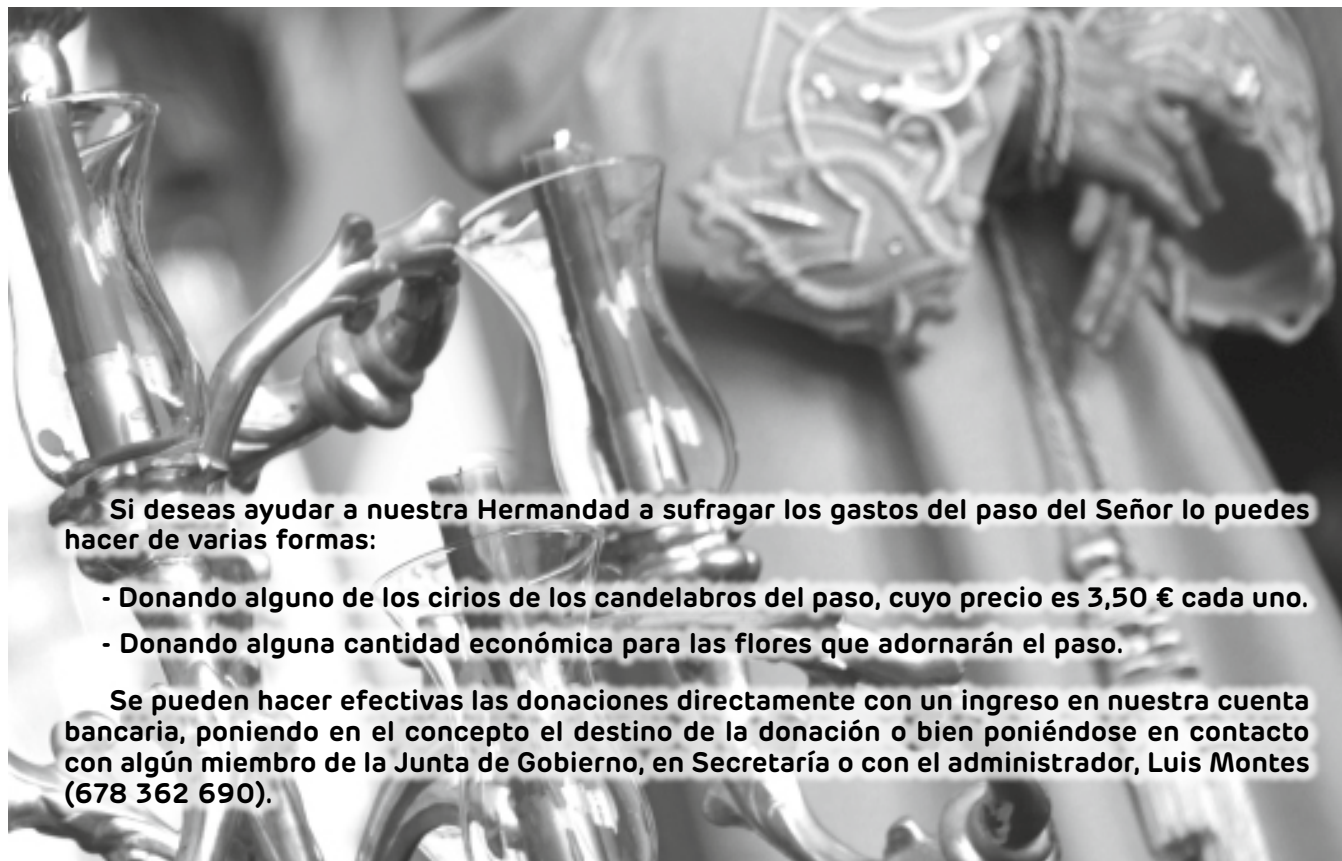 Si deseas ayudar a nuestra Hermandad a sufragar los gastos del paso del Señor lo puedes
hacer de varias formas:
- Donando alguno de los cirios de los candelabros del paso, cuyo precio es 3,50 € cada uno.
- Donando alguna cantidad económica para las flores que adornarán el paso.
Se pueden hacer efectivas las donaciones directamente con un ingreso en nuestra cuenta
bancaria, poniendo en el concepto el destino de la donación o bien poniéndose en contacto
con algún miembro de la Junta de Gobierno, en Secretaría o con el administrador, Luis Montes
(678 362 690).